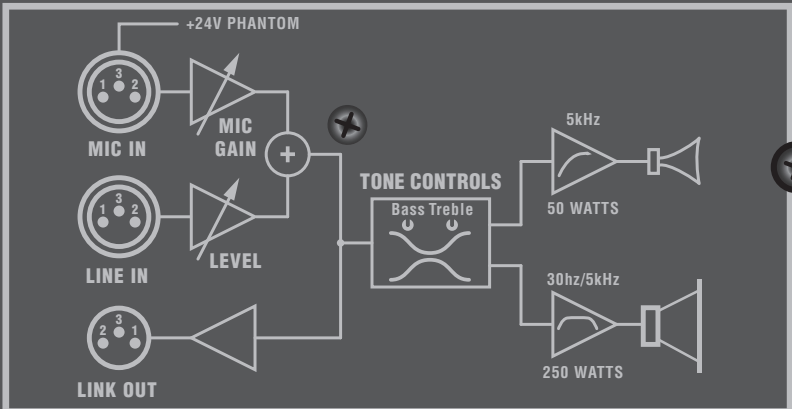 +24V PHANTOM
3
1 2
MIC IN
MIC
GAIN
+
3
1 2
LINE IN
LEVEL
3
2 1
LINK OUT
TONE CONTROLS
Bass Treble
5kHz
50 WATTS
30hz/5kHz
250 WATTS